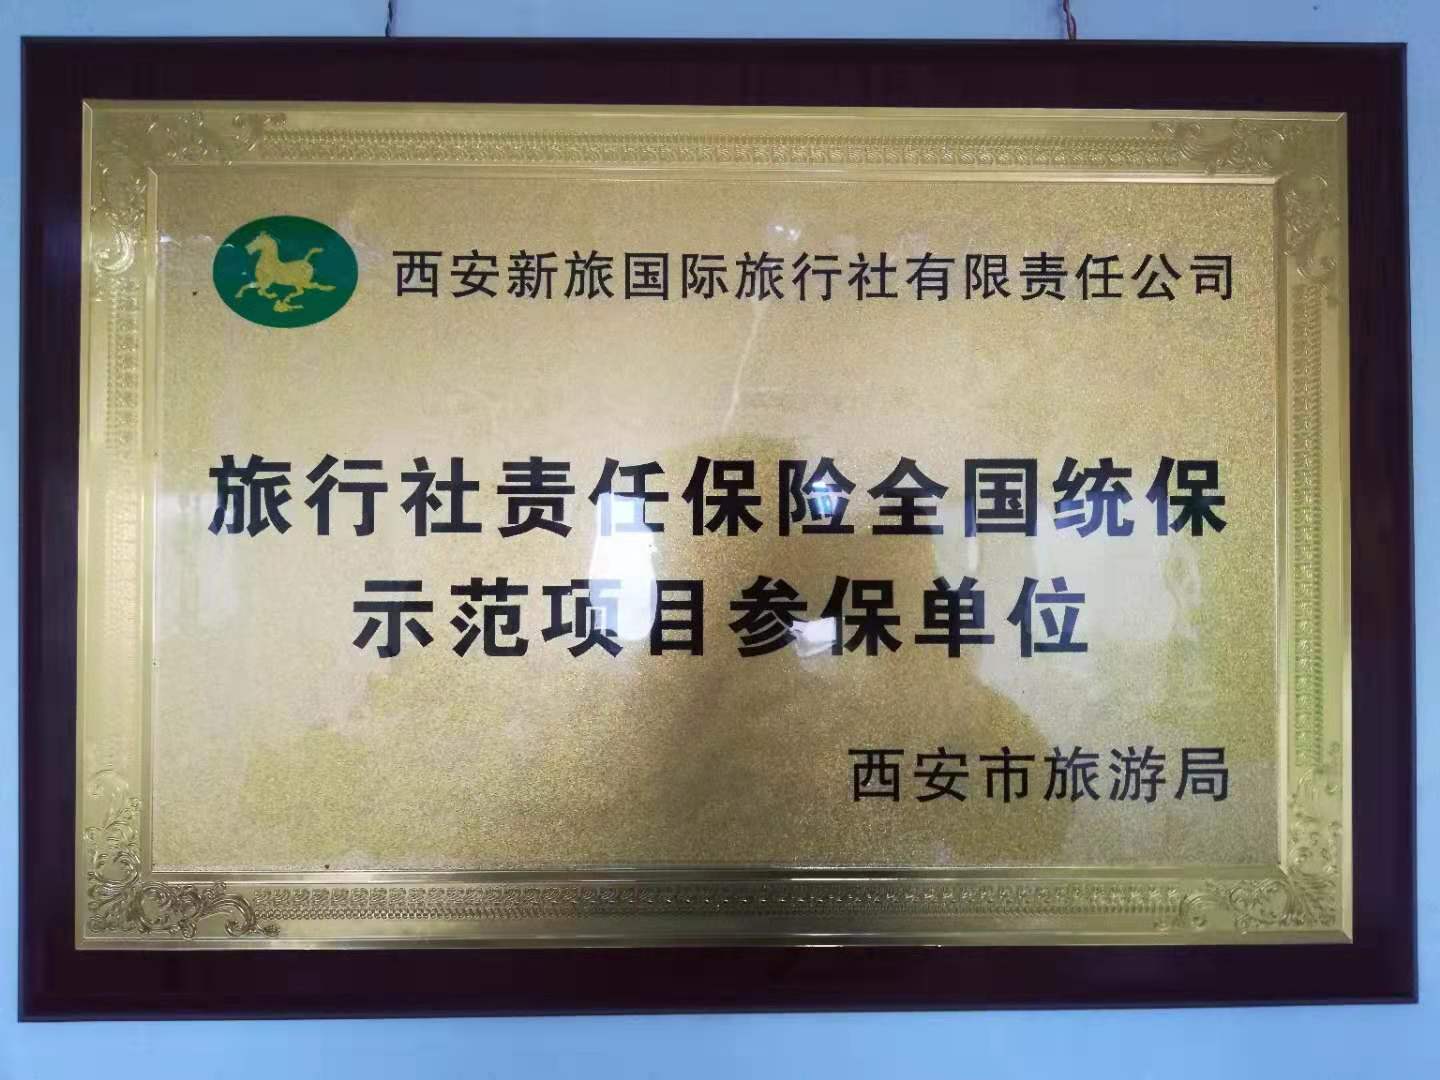 西安新旅国际旅行社有限责任公司
旅行社责任保险全国统保
示范项目参保单位
西安市旅游局